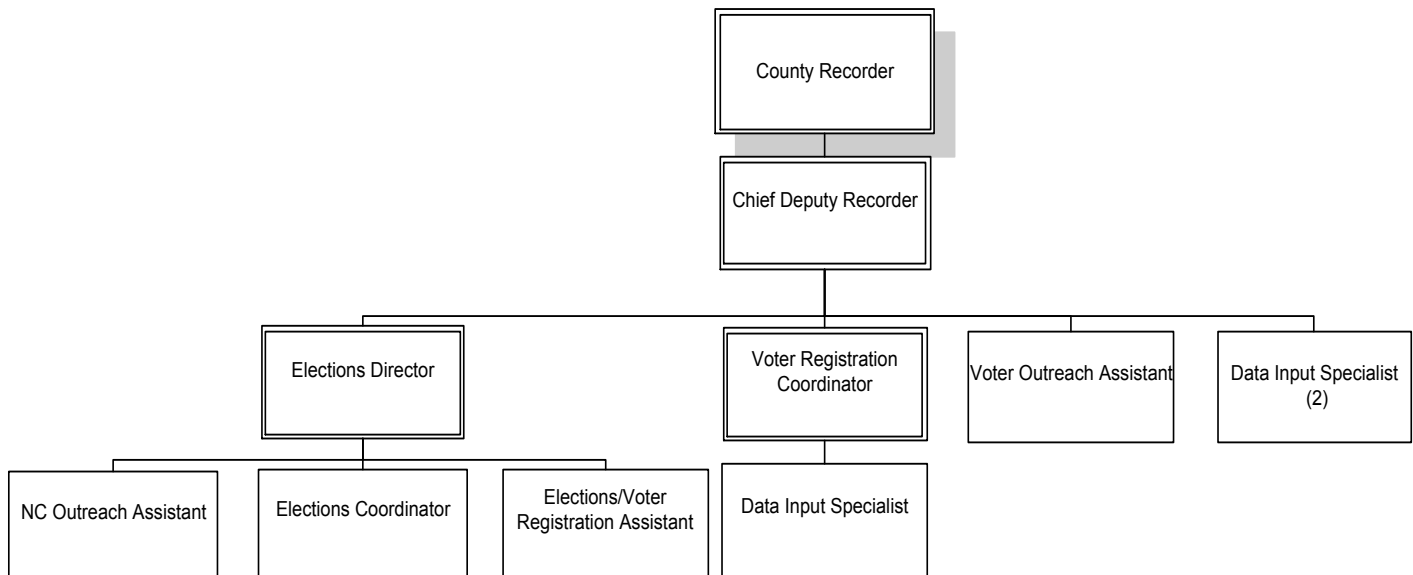 County Recorder
Chief Deputy Recorder
Elections Director
Voter Registration
Coordinator
Voter Outreach Assistant
Data Input Specialist
(2)
NC Outreach Assistant
Elections Coordinator
Elections/Voter
Registration Assistant
Data Input Specialist